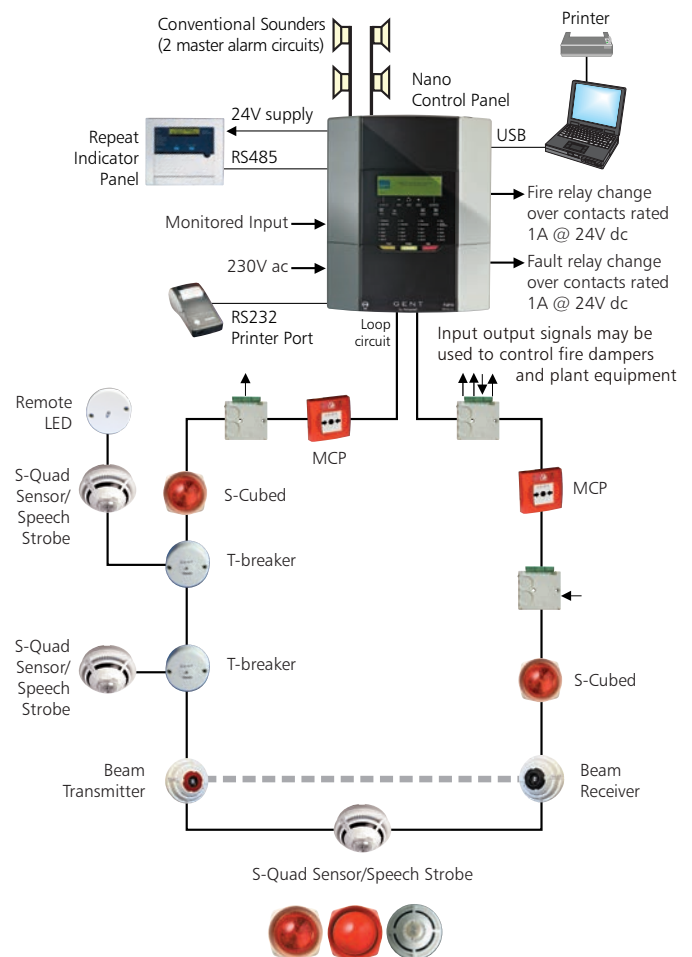 Conventional Sounders
(2 master alarm circuits)
Printer
Nano
Control Panel
24V supply
USB
Repeat
Indicator
Panel
RS485
Fire relay change
over contacts rated
1A @ 24V dc
Monitored Input
230V ac
Fault relay change
over contacts rated
1A @ 24V dc
GENT
RS232
Printer Port
Loop
circuit
Input output signals may be
used to control fire dampers
and plant equipment
Remote
LED
MCP
S-Quad
Sensor/
Speech
Strobe
S-Cubed
MCP
T-breaker
S-Quad
Sensor/
Speech
Strobe
T-breaker
S-Cubed
Beam
Transmitter
Beam
Receiver
S-Quad Sensor/Speech Strobe